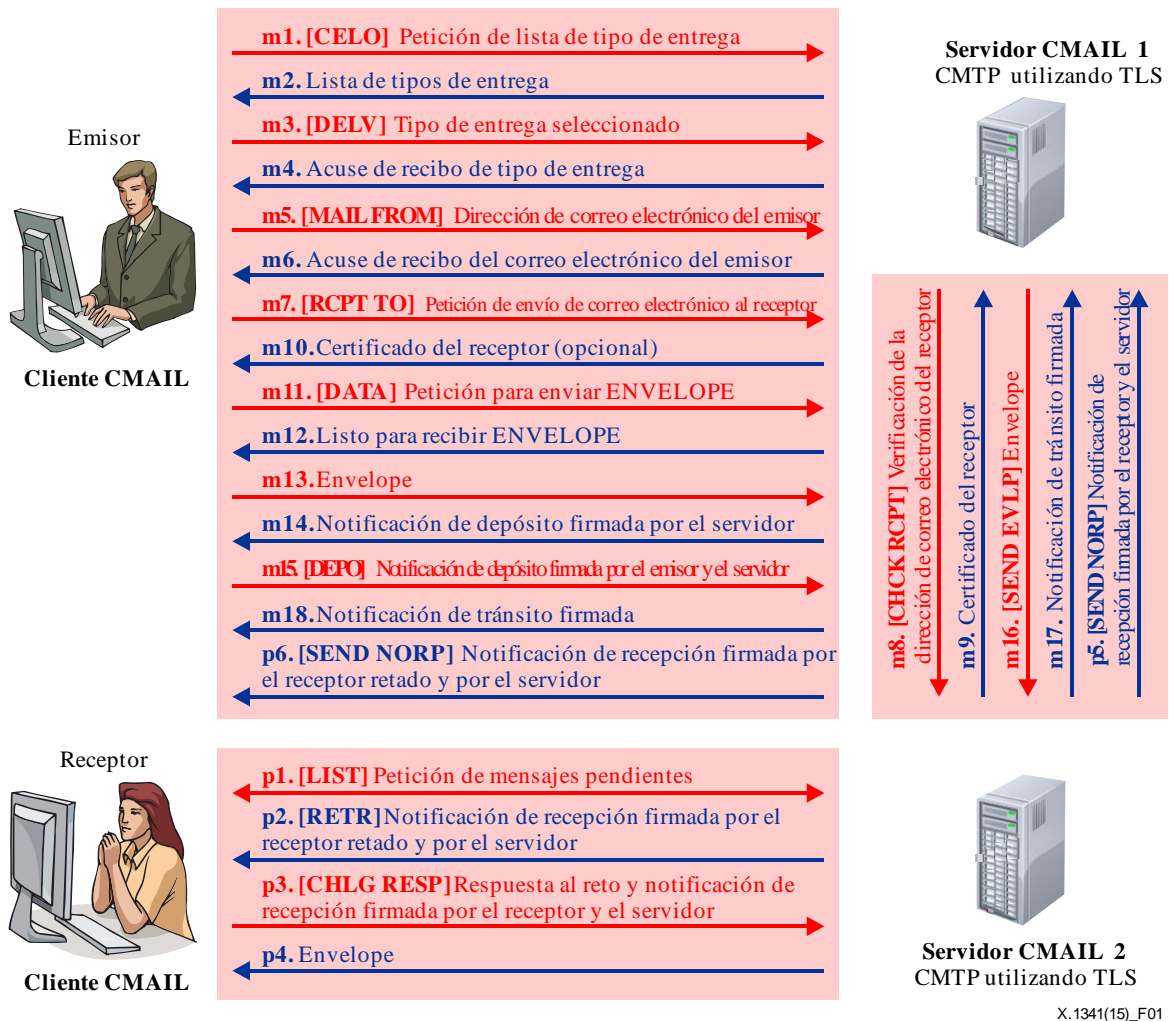 m1. [CELO] Petición de lista de tipo de entrega
m2. Lista de tipos de entrega
m3. [DELV] Tipo de entrega seleccionado
m4. Acuse de recibo de tipo de entrega
m5. [MAIL FROM] Dirección de correo electrónico del emisor
m6. Acuse de recibo del correo electrónico del emisor
m7. [RCPT TO] Petición de envío de correo electrónico al receptor
m10. Certificado del receptor (opcional)
m11. [DATA] Petición para enviar ENVELOPE
m12. Listo para recibir ENVELOPE
m13. Envelope
m14. Notificación de depósito firmada por el servidor
m15. [DEPO] Notificación de depósito firmada por el emisor y el servidor
m18. Notificación de tránsito firmada
p6. [SEND NORP] Notificación de recepción firmada por
el receptor retado y por el servidor
Emisor
Cliente CMAIL
Servidor CMAIL 1
CMTP utilizando TLS
m8. [CHCK RCPT] Verificación de la
dirección de correo electrónico del receptor
m9. Certificado del receptor
m16. [SEND EVLP] Envelope
m17. Notificación de tránsito firmada
p5. [SEND NORP] Notificación de
recepción firmada por el receptor y el servidor
Receptor
Cliente CMAIL
p1. [LIST] Petición de mensajes pendientes
p2. [RETR] Notificación de recepción firmada por el
receptor retado y por el servidor
p3. [CHLG RESP] Respuesta al reto y notificación de
recepción firmada por el receptor y el servidor
p4. Envelope
Servidor CMAIL 2
CMTP utilizando TLS
X.1341(15)_F01